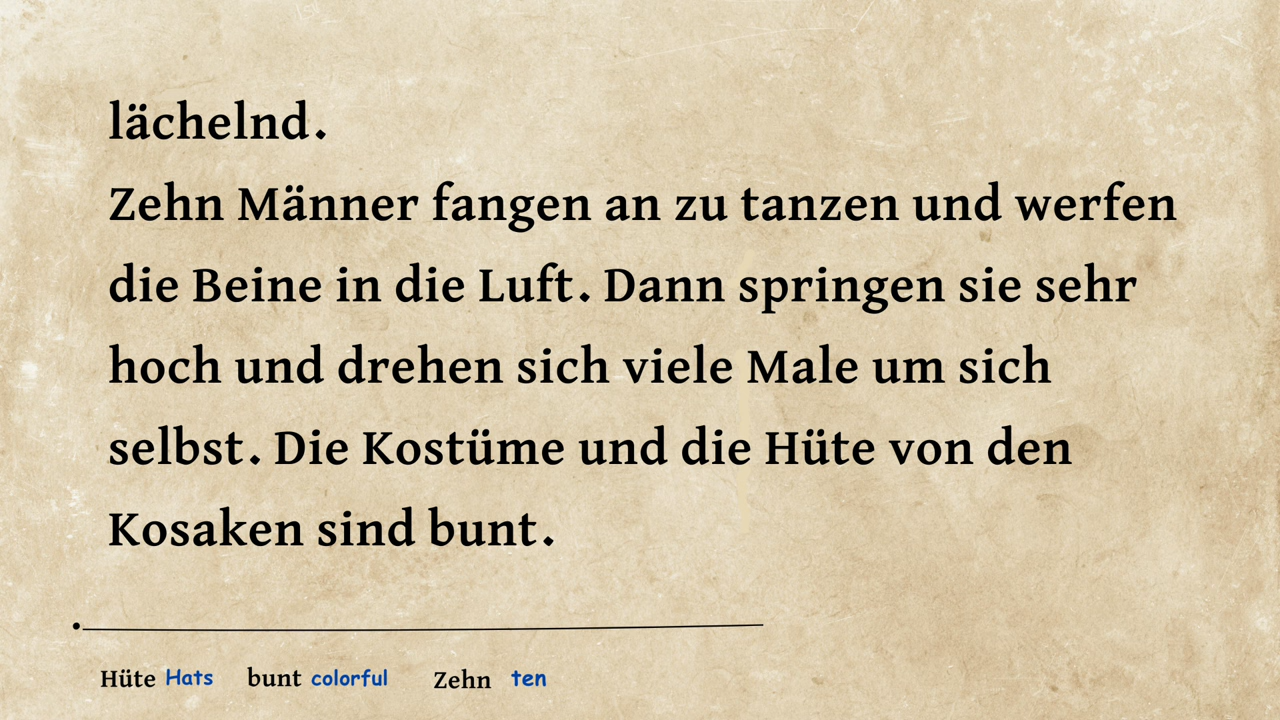 lächelnd.
Zehn Männer fangen an zu tanzen und werfen
die Beine in die Luft. Dann springen sie sehr
hoch und drehen sich viele Male um sich
selbst. Die Kostüme und die Hüte von den
Kosaken sind bunt.
Hüte Hats bunt colorful Zehn ten